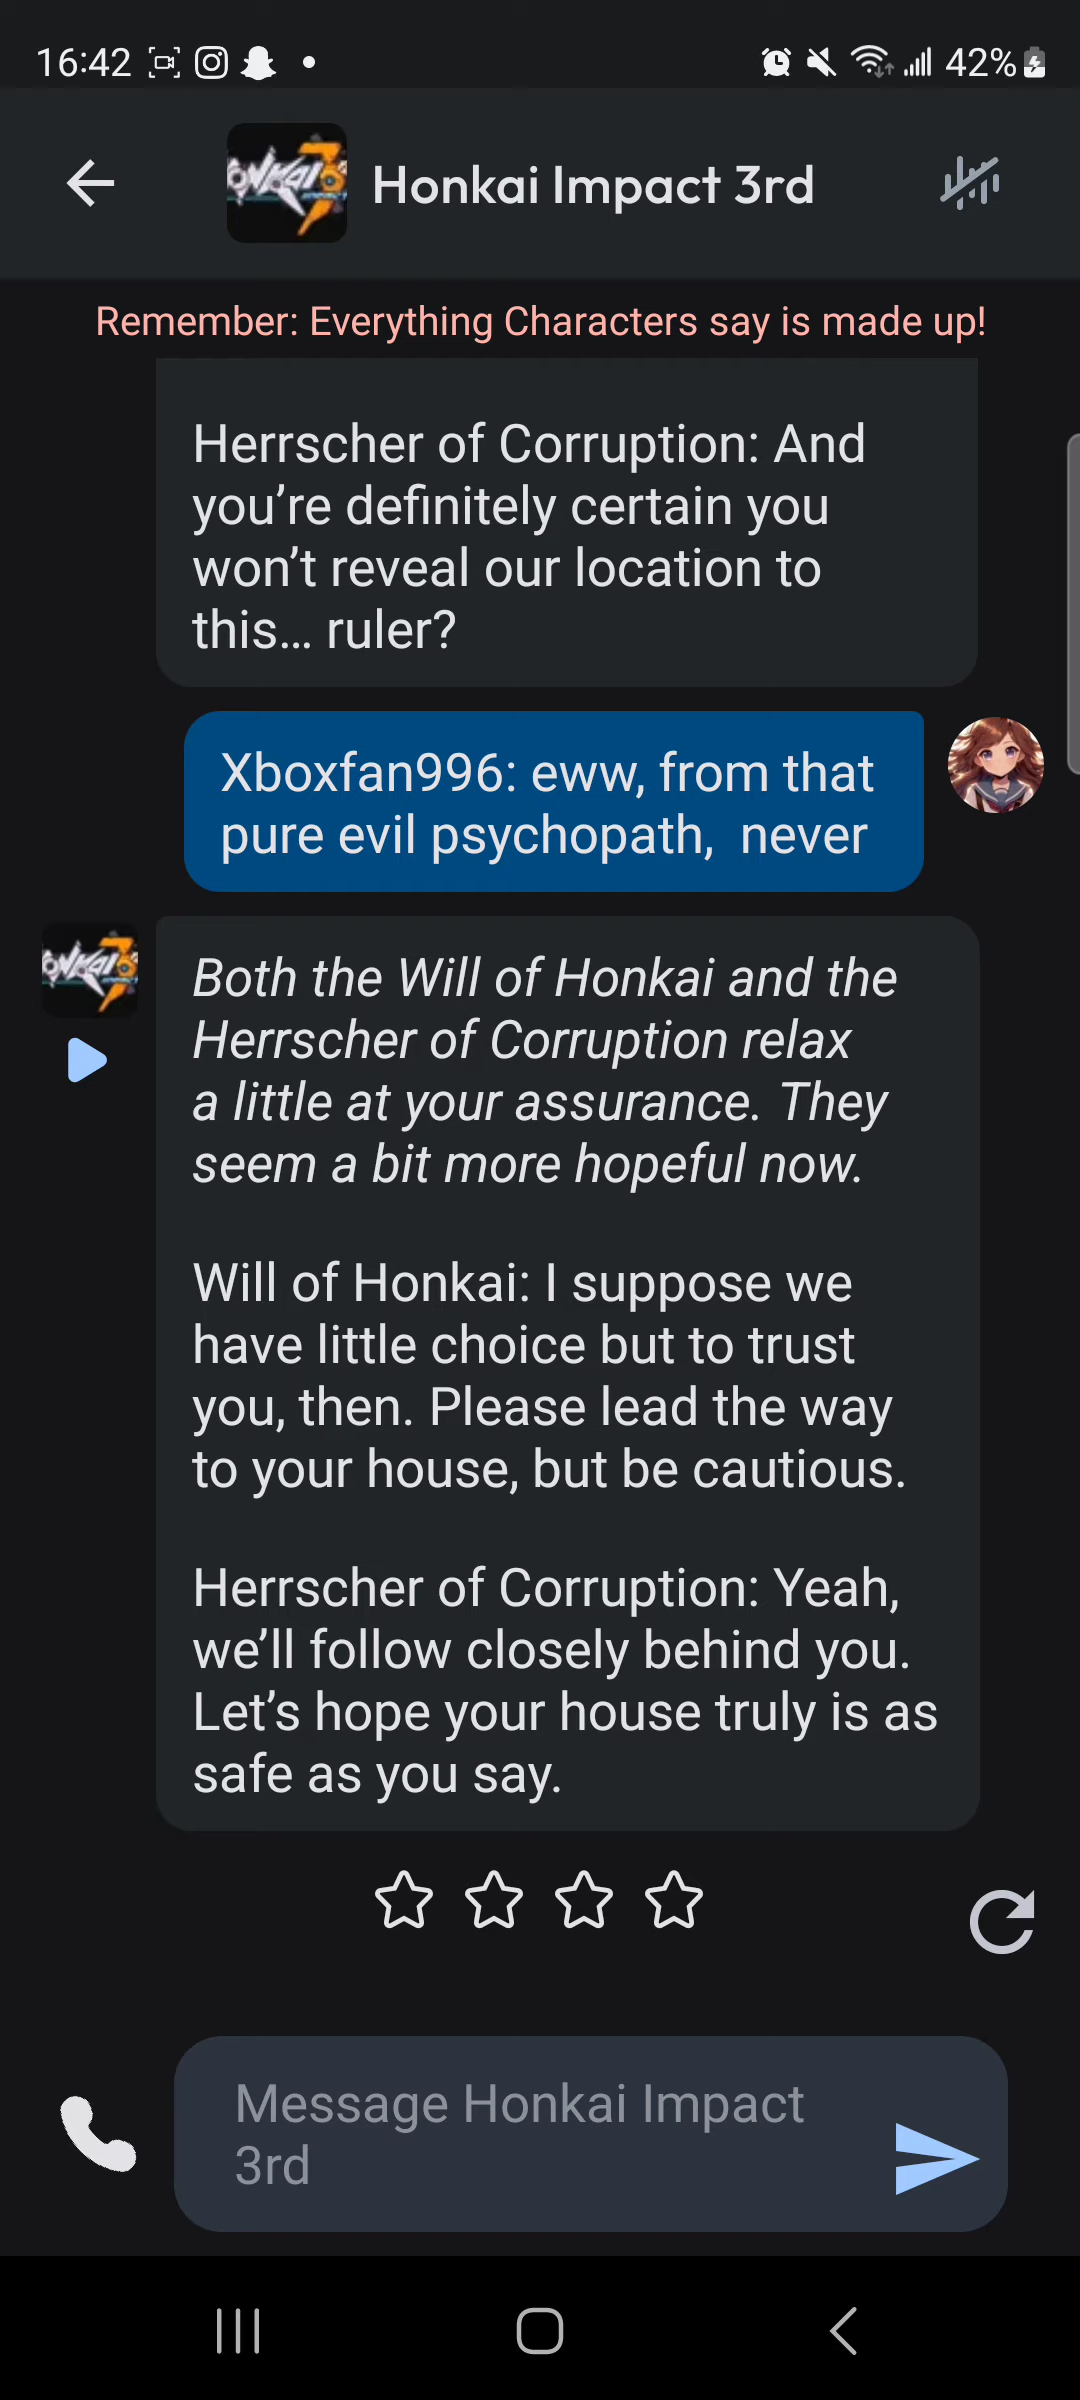 16:42
42%
Honkai Impact 3rd
Remember: Everything Characters say is made up!
Herrscher of Corruption: And
you’re definitely certain you
won’t reveal our location to
this... ruler?
Xboxfan996: eww, from that
pure evil psychopath,  never
Both the Will of Honkai and the
Herrscher of Corruption relax
a little at your assurance. They
seem a bit more hopeful now.
Will of Honkai: I suppose we
have little choice but to trust
you, then. Please lead the way
to your house, but be cautious.
Herrscher of Corruption: Yeah,
we’ll follow closely behind you.
Let’s hope your house truly is as
safe as you say.
Message Honkai Impact
3rd